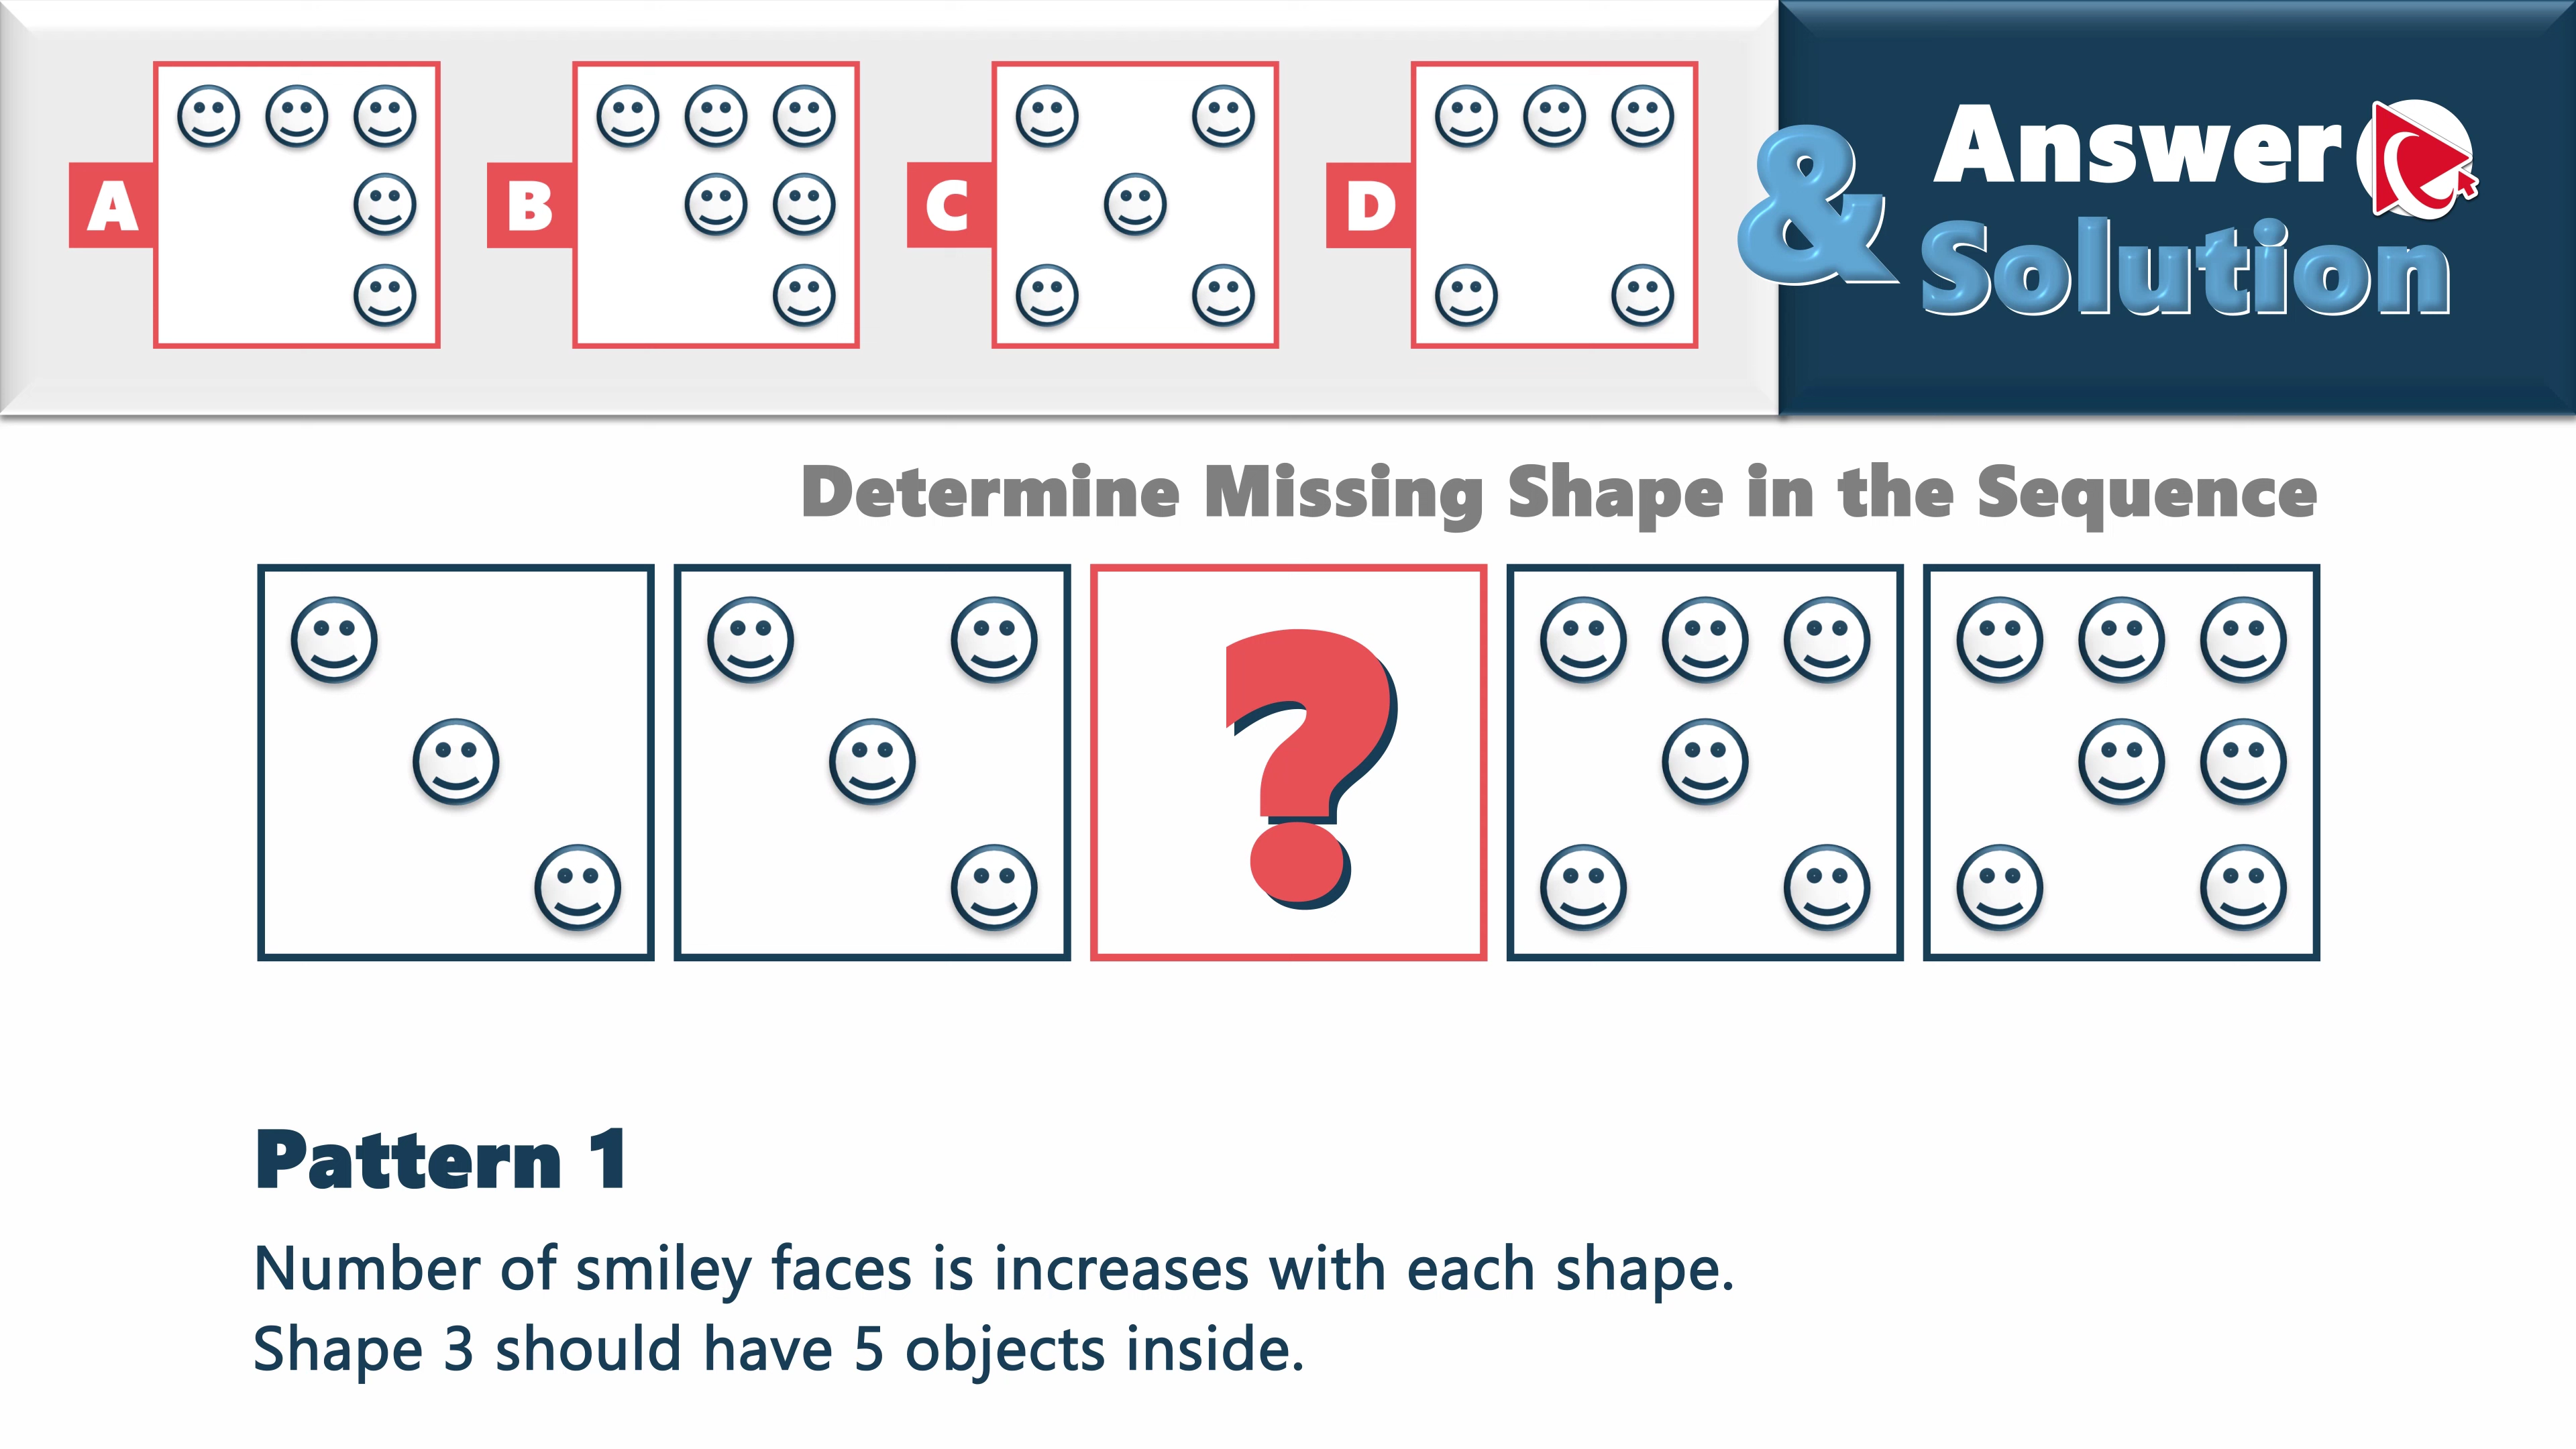 A
B
C
D
Answer
& Solution
Determine Missing Shape in the Sequence
?
Pattern 1
Number of smiley faces is increases with each shape.
Shape 3 should have 5 objects inside.